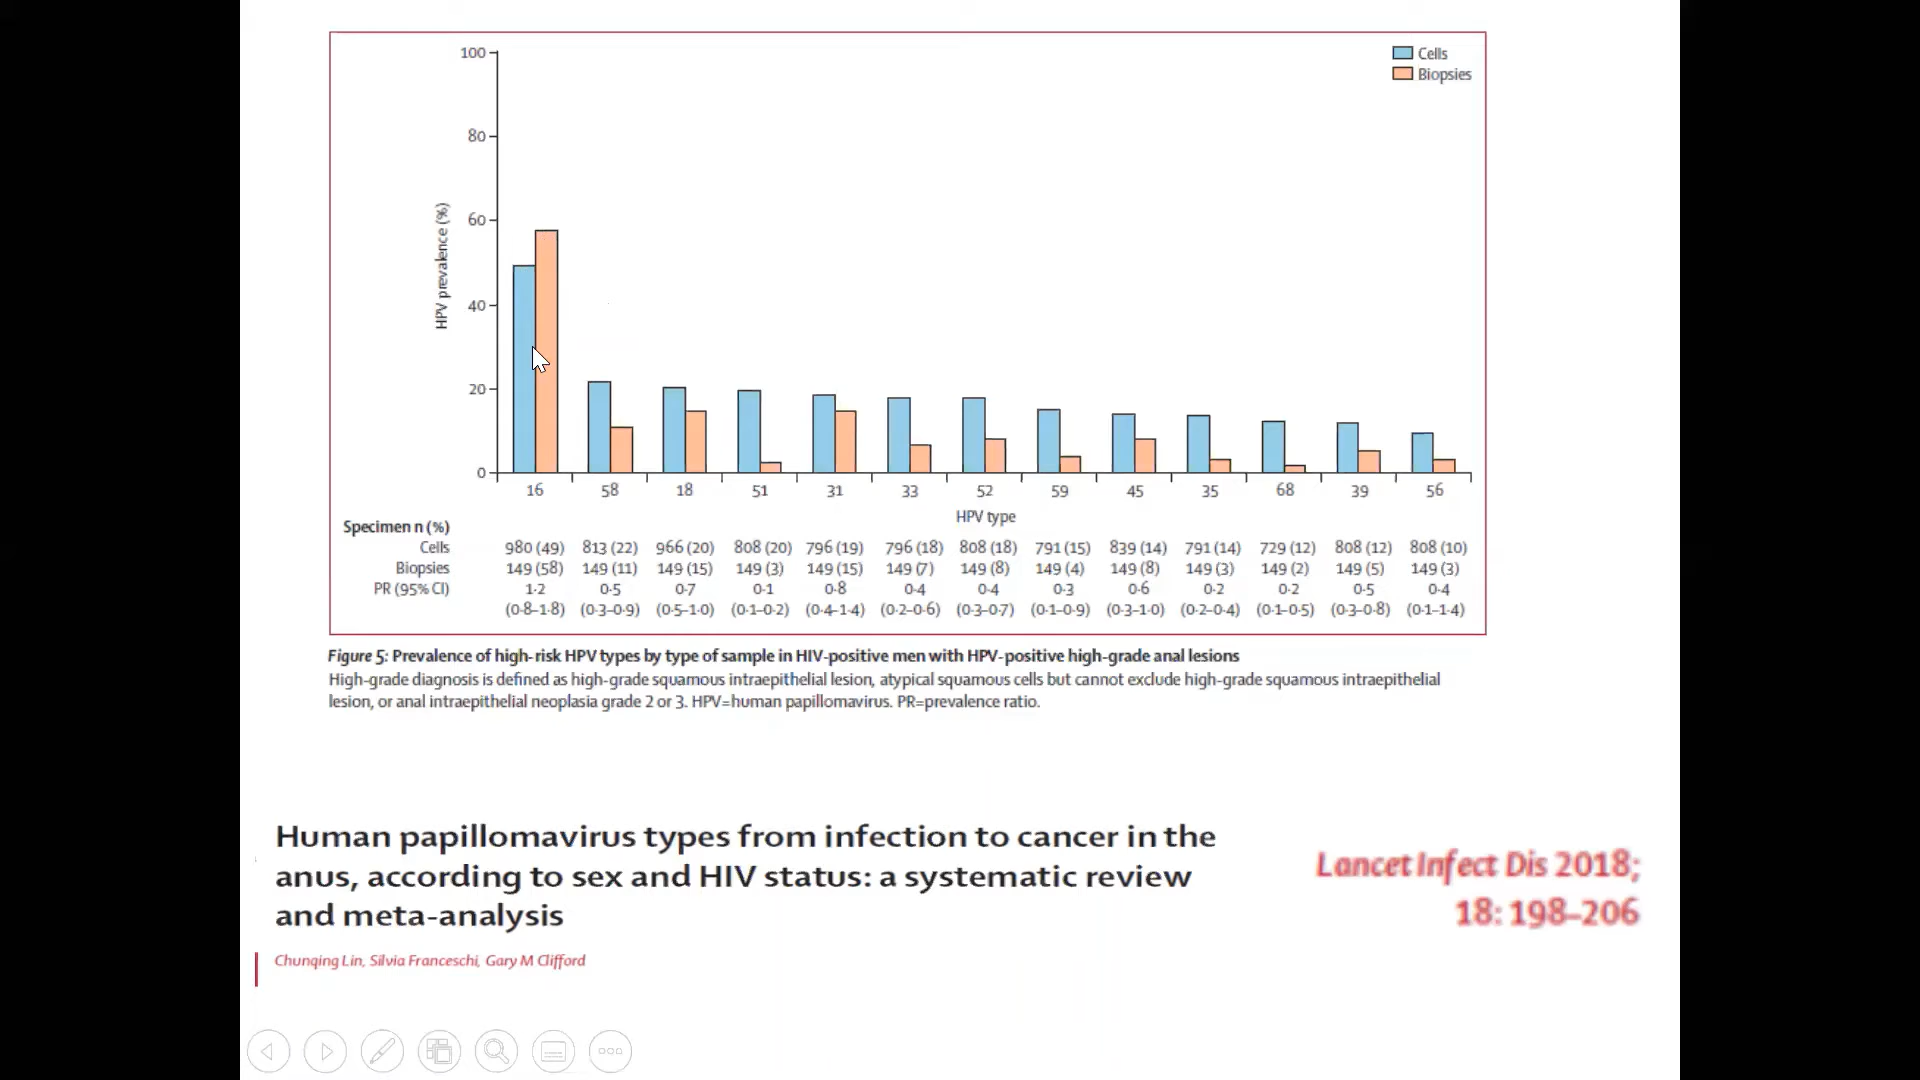 100
80
60
40
20
0
HPV prevalence (%)
Cells
Biopsies
16 58 18 51 31 33 52 59 45 35 68 39 56
HPV type
Specimen n (%)
Cells 980 (49) 813 (22) 966 (20) 808 (20) 796 (19) 796 (18) 808 (18) 791 (15) 839 (14) 791 (14) 729 (12) 808 (12) 808 (10)
Biopsies 149 (58) 149 (11) 149 (15) 149 (3) 149 (15) 149 (7) 149 (8) 149 (4) 149 (8) 149 (3) 149 (2) 149 (5) 149 (3)
PR (95% CI) 1·2 0·5 0·7 0·1 0·8 0·4 0·4 0·3 0·6 0·2 0·2 0·5 0·4
(0·8–1·8) (0·3–0·9) (0·5–1·0) (0·1–0·2) (0·4–1·4) (0·2–0·6) (0·3–0·7) (0·1–0·9) (0·3–1·0) (0·2–0·4) (0·1–0·5) (0·3–0·8) (0·1–1·4)
Figure 5: Prevalence of high-risk HPV types by type of sample in HIV-positive men with HPV-positive high-grade anal lesions
High-grade diagnosis is defined as high-grade squamous intraepithelial lesion, atypical squamous cells but cannot exclude high-grade squamous intraepithelial
lesion, or anal intraepithelial neoplasia grade 2 or 3. HPV=human papillomavirus. PR=prevalence ratio.
Human papillomavirus types from infection to cancer in the
anus, according to sex and HIV status: a systematic review
and meta-analysis
Chunqing Lin, Silvia Franceschi, Gary M Clifford
Lancet Infect Dis 2018;
18: 198–206